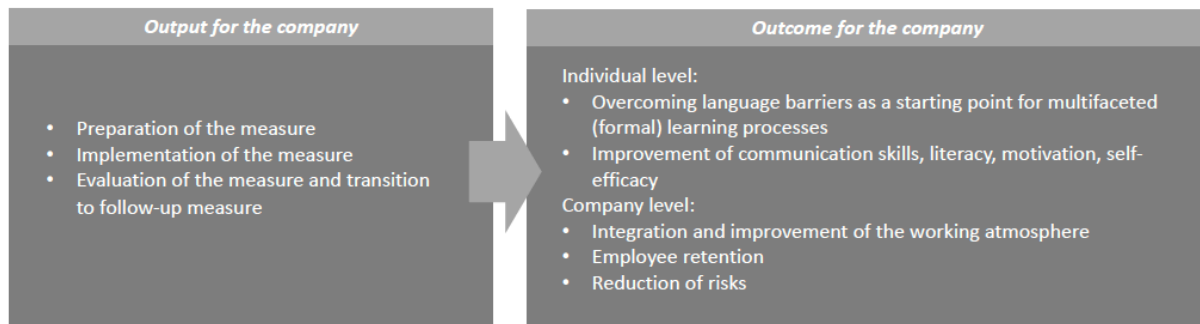 Output for the company
• Preparation of the measure
• Implementation of the measure
• Evaluation of the measure and transition
to follow-up measure
Outcome for the company
Individual level:
• Overcoming language barriers as a starting point for multifaceted
(formal) learning processes
• Improvement of communication skills, literacy, motivation, self-
efficacy
Company level:
• Integration and improvement of the working atmosphere
• Employee retention
• Reduction of risks